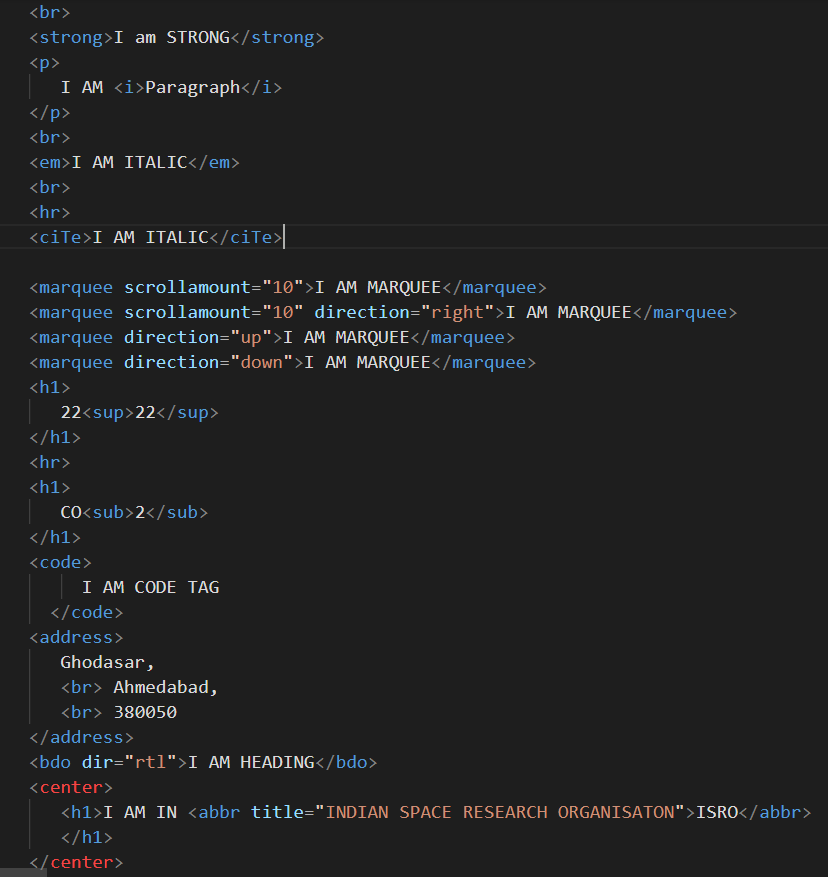 <br>
<strong>I am STRONG</strong>
<p>
I AM <i>Paragraph</i>
</p>
<br>
<em>I AM ITALIC</em>
<br>
<hr>
<ciTe>I AM ITALIC</ciTe>
<marquee scrollamount="10">I AM MARQUEE</marquee>
<marquee scrollamount="10" direction="right">I AM MARQUEE</marquee>
<marquee direction="up">I AM MARQUEE</marquee>
<marquee direction="down">I AM MARQUEE</marquee>
<h1>
22<sup>22</sup>
</h1>
<hr>
<h1>
CO<sub>2</sub>
</h1>
<code>
I AM CODE TAG
</code>
<address>
Ghodasar,
<br> Ahmedabad,
<br> 380050
</address>
<bdo dir="rtl">I AM HEADING</bdo>
<center>
<h1>I AM IN <abbr title="INDIAN SPACE RESEARCH ORGANISATON">ISRO</abbr>
</h1>
</center>